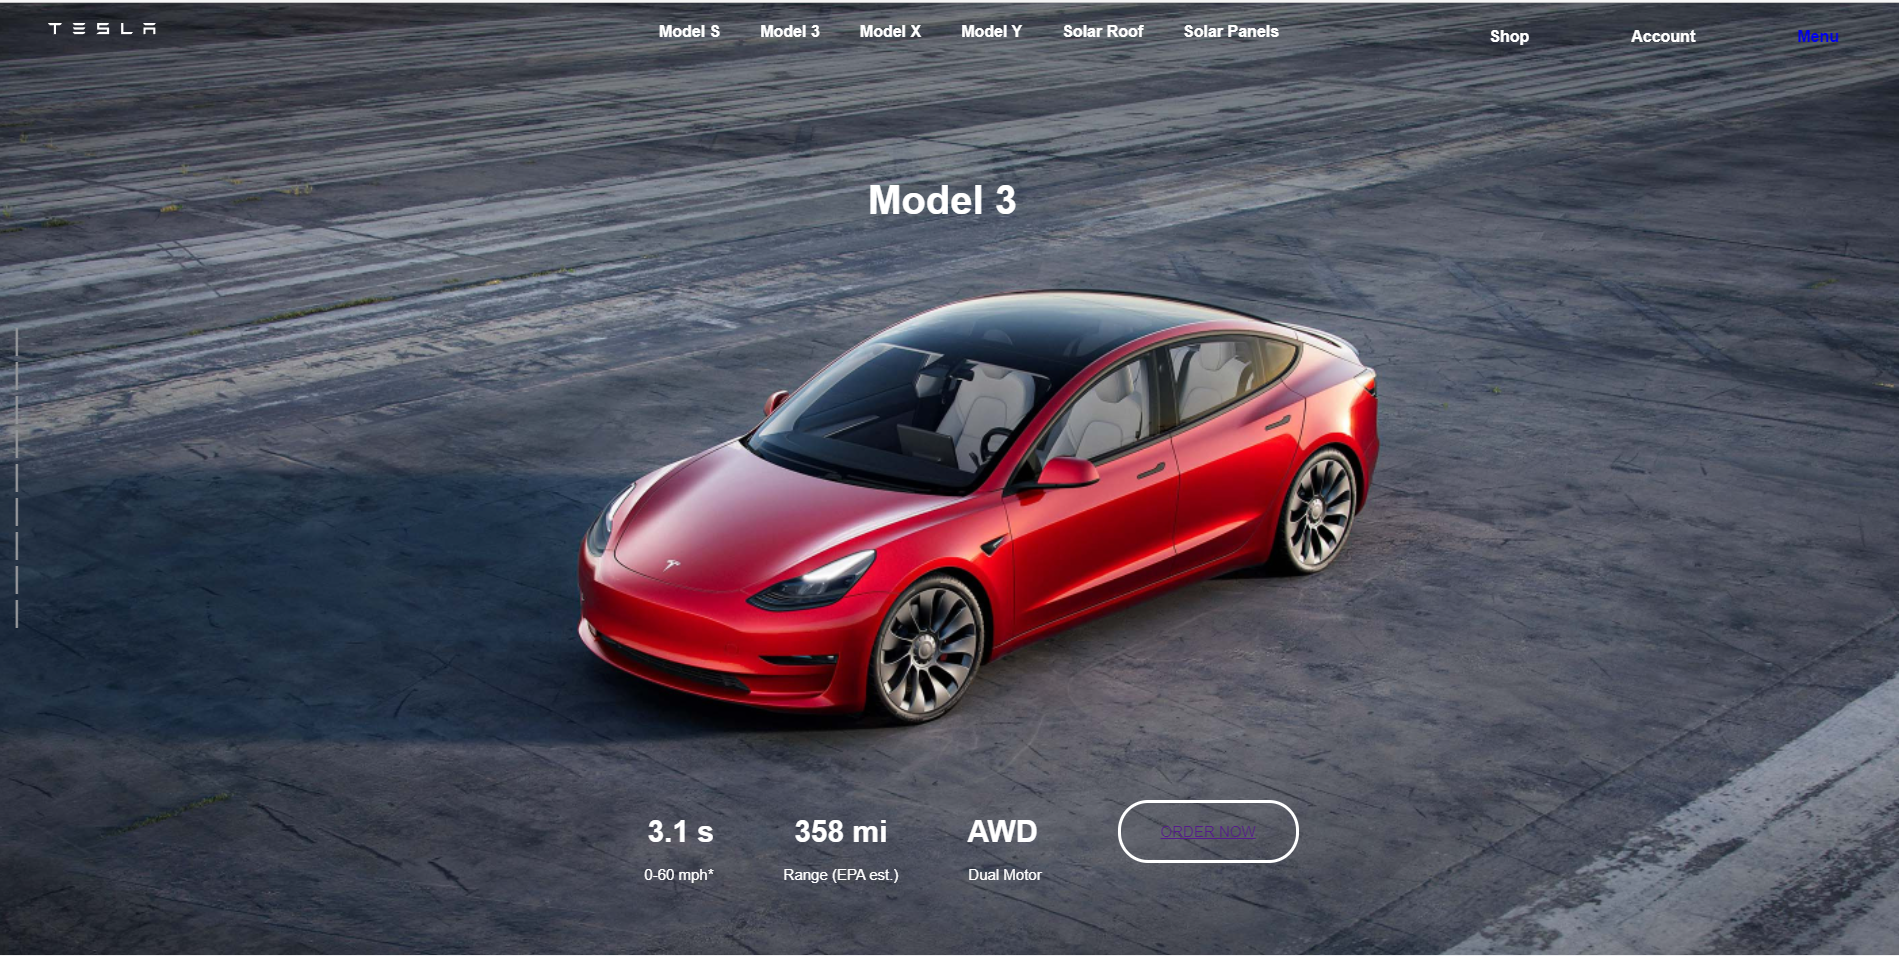 TESLA
Model S Model 3 Model X Model Y Solar Roof Solar Panels
Shop Account Menu
Model 3
3.1 s 358 mi AWD
ORDER NOW
0-60 mph* Range (EPA est.) Dual Motor